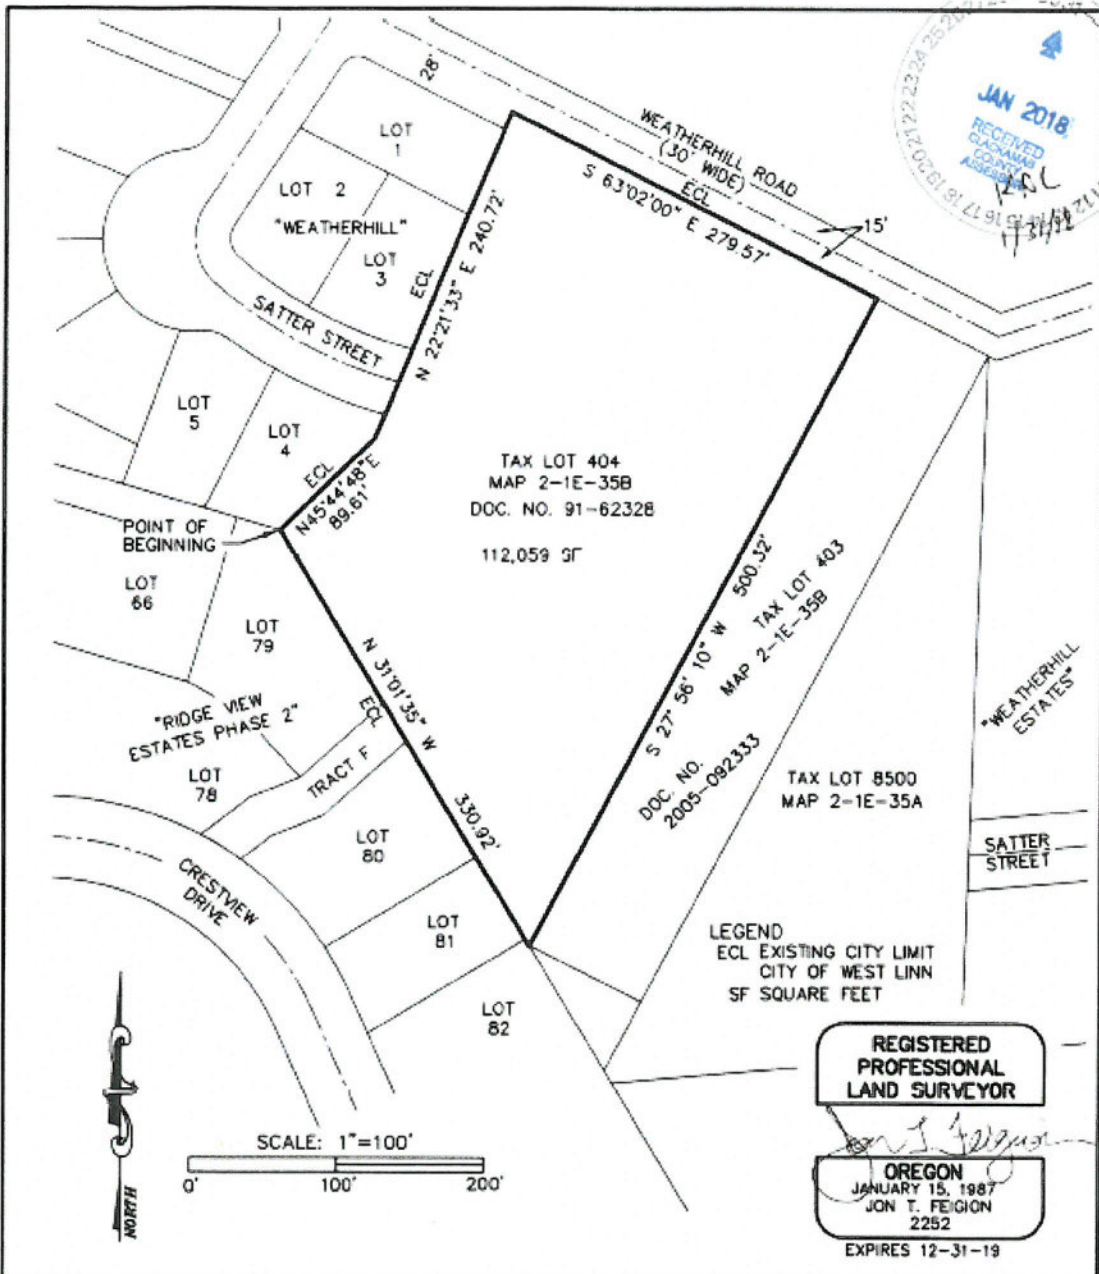 28'
WEATHERHILL ROAD
(30' WIDE)
ECL
S 63°02'00" E 279.57'
15'
JAN 2018
RECEIVED
CLACKAMAS
COUNTY
ASSESSOR
LOT
1
LOT 2
"WEATHERHILL"
LOT
3
ECL
N 22°21'33" E 240.72'
SATTER STREET
LOT
5
LOT
4
ECL
N45°44'48"E
89.61'
POINT OF
BEGINNING
TAX LOT 404
MAP 2-1E-35B
DOC. NO. 91-62328
112,059 SF
LOT
66
LOT
79
N 31°01'35" W
330.92'
ECL
"RIDGE VIEW
ESTATES PHASE 2"
LOT
78
TRACT F
S 27° 56' 10" W 500.32'
TAX LOT 403
MAP 2-1E-35B
DOC. NO.
2005-092333
"WEATHERHILL
ESTATES"
TAX LOT 8500
MAP 2-1E-35A
SATTER
STREET
LOT
80
CRESTVIEW
DRIVE
LOT
81
LOT
82
LEGEND
ECL EXISTING CITY LIMIT
CITY OF WEST LINN
SF SQUARE FEET
REGISTERED
PROFESSIONAL
LAND SURVEYOR
OREGON
JANUARY 15, 1987
JON T. FEIGION
2252
EXPIRES 12-31-19
SCALE: 1"=100'
0' 100' 200'
NORTH